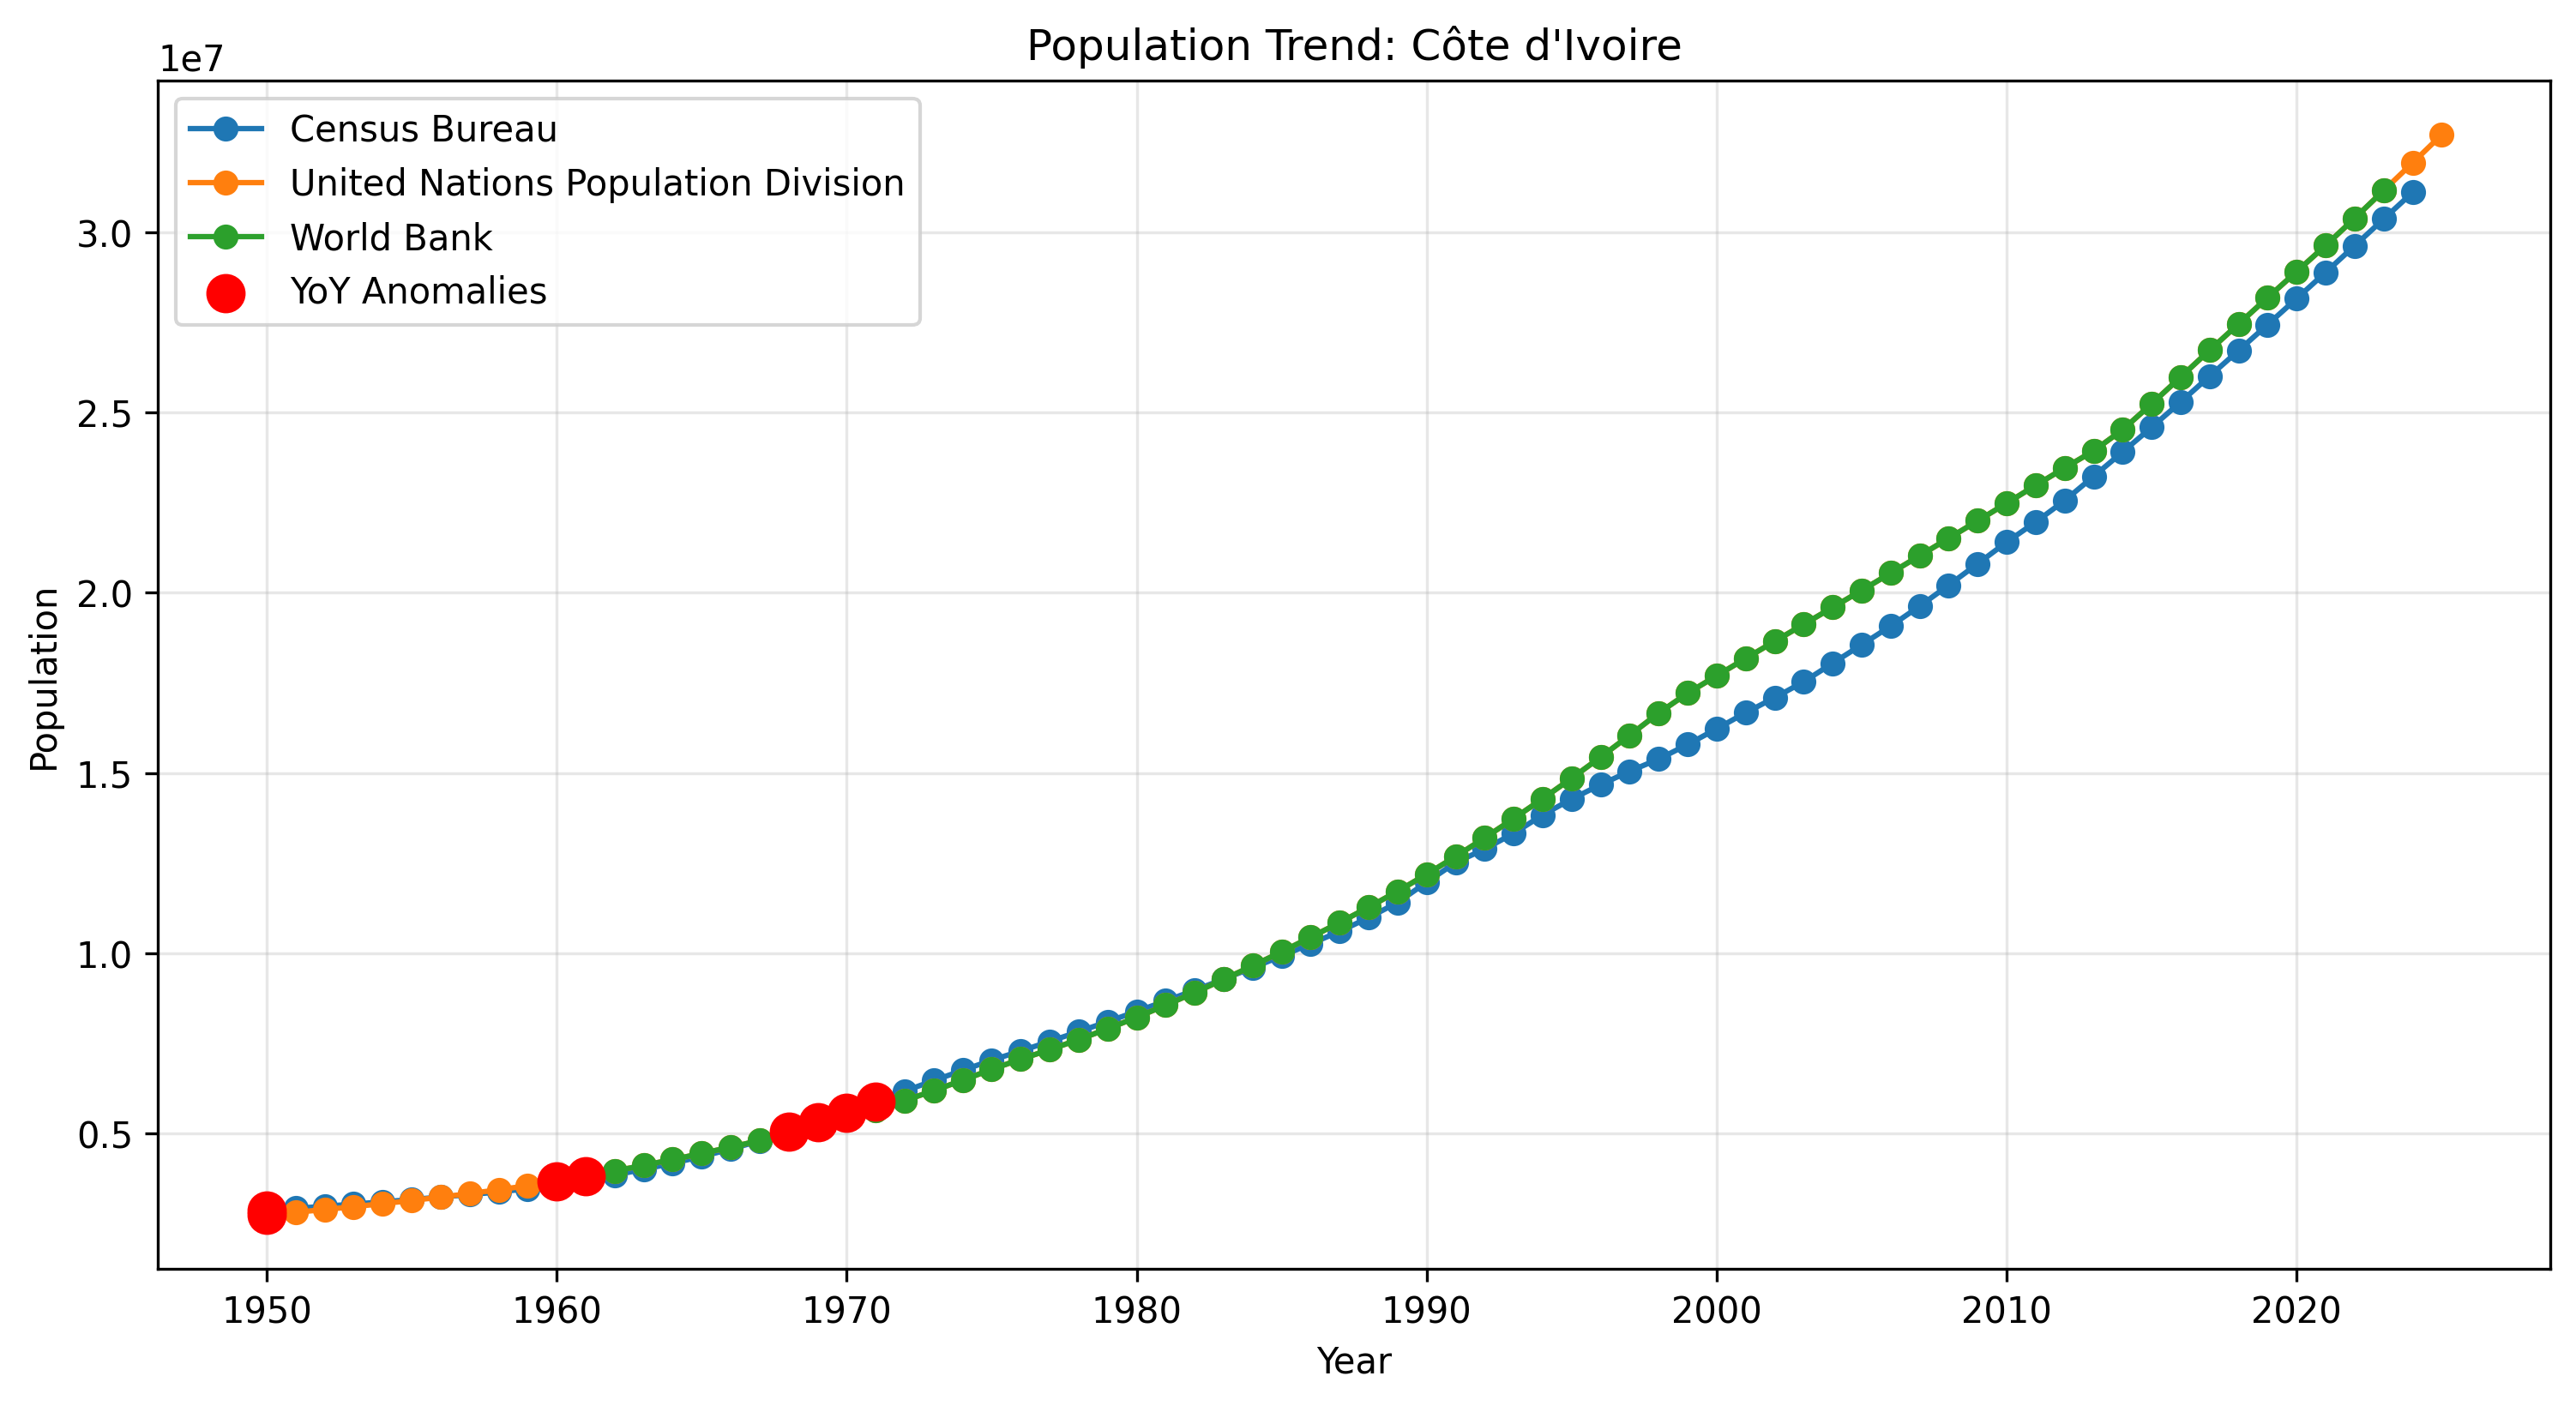 Population Trend: Côte d'Ivoire
1e7
Census Bureau
United Nations Population Division
World Bank
YoY Anomalies
3.0
2.5
2.0
1.5
1.0
0.5
Population
1950 1960 1970 1980 1990 2000 2010 2020
Year